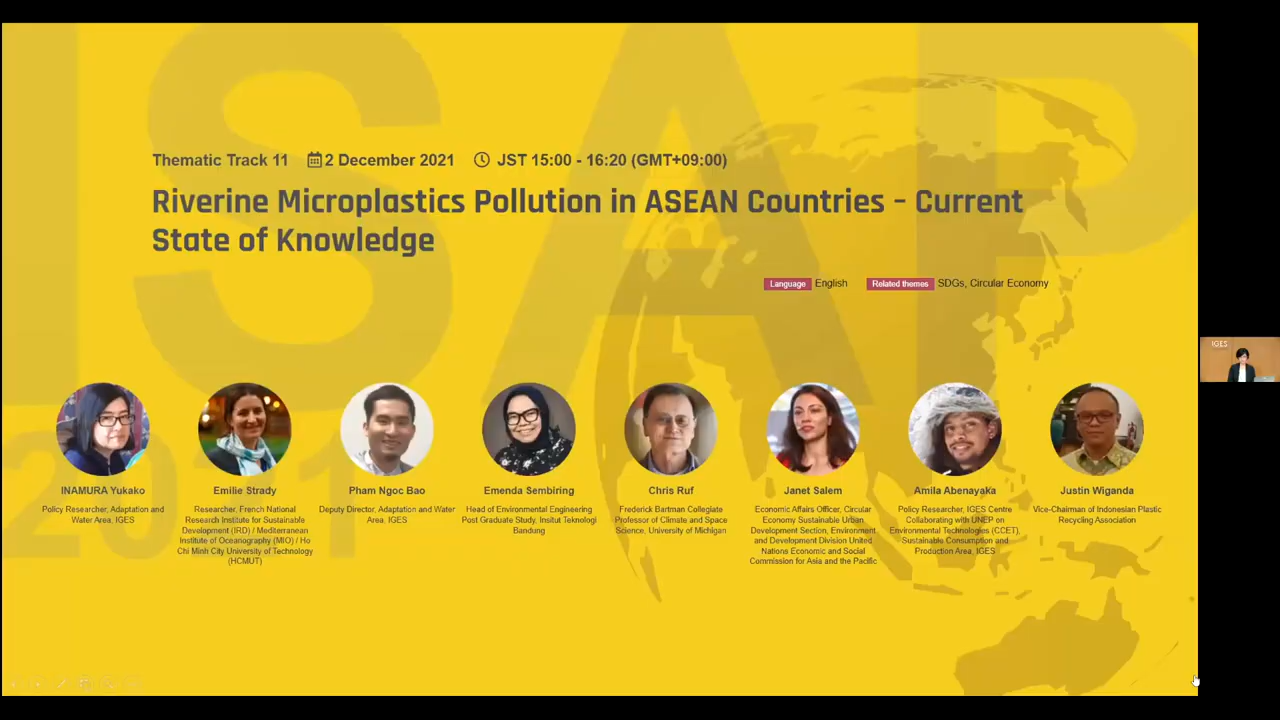 ISAP
2021
Thematic Track 11 2 December 2021 JST 15:00 - 16:20 (GMT+09:00)
Riverine Microplastics Pollution in ASEAN Countries – Current
State of Knowledge
Language English Related themes SDGs, Circular Economy
IGES
INAMURA Yukako
Policy Researcher, Adaptation and
Water Area, IGES
Emilie Strady
Researcher, French National
Research Institute for Sustainable
Development (IRD) / Mediterranean
Institute of Oceanography (MIO) / Ho
Chi Minh City University of Technology
(HCMUT)
Pham Ngoc Bao
Deputy Director, Adaptation and Water
Area, IGES
Emenda Sembiring
Head of Environmental Engineering
Post Graduate Study, Insitut Teknologi
Bandung
Chris Ruf
Frederick Bartman Collegiate
Professor of Climate and Space
Science, University of Michigan
Janet Salem
Economic Affairs Officer, Circular
Economy Sustainable Urban
Development Section, Environment
and Development Division United
Nations Economic and Social
Commission for Asia and the Pacific
Amila Abenayaka
Policy Researcher, IGES Centre
Collaborating with UNEP on
Environmental Technologies (CCET),
Sustainable Consumption and
Production Area, IGES
Justin Wiganda
Vice-Chairman of Indonesian Plastic
Recycling Association